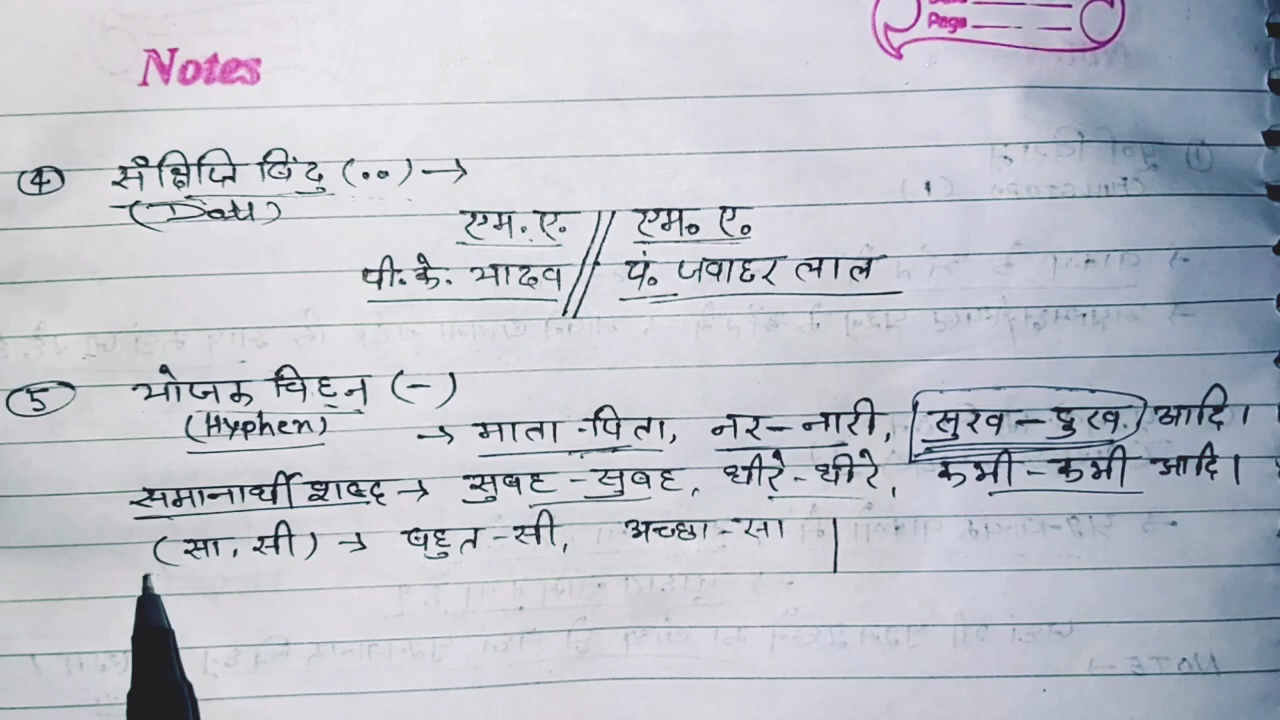 Page
Notes
④ संक्षिप्ति बिंदु (..) →
(Dott)
एम.ए. // एम० ए०
पी.के. यादव // पं० जवाहर लाल
⑤ योजक चिह्न (-)
(Hyphen) → माता-पिता, नर-नारी, सुख-दुख आदि।
समानार्थी शब्द → सुबह-सुबह, धीरे-धीरे, कभी-कभी आदि।
(सा, सी) → बहुत-सी, अच्छा-सा |